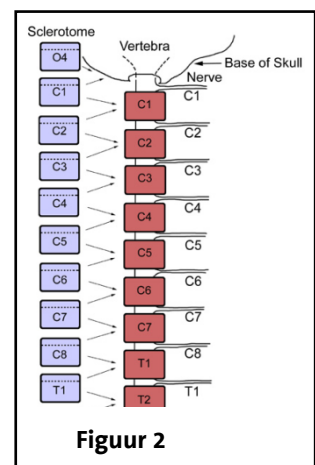 Sclerotome
Vertebra
Base of Skull
Nerve
O4
C1
C2
C3
C4
C5
C6
C7
C8
T1
C1
C2
C3
C4
C5
C6
C7
T1
T2
C1
C2
C3
C4
C5
C6
C7
C8
T1
Figuur 2